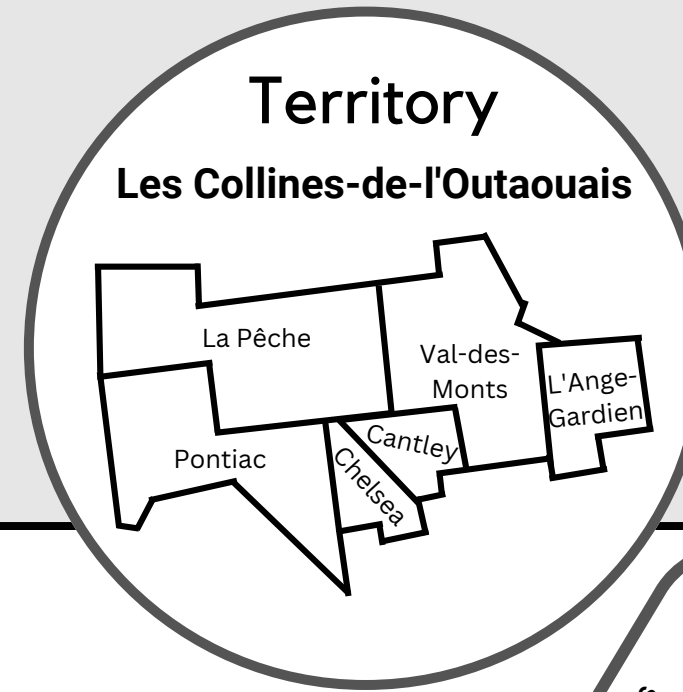 Territory
Les Collines-de-l'Outaouais
La Pêche
Val-des-
Monts
L'Ange-
Gardien
Cantley
Pontiac
Chelsea